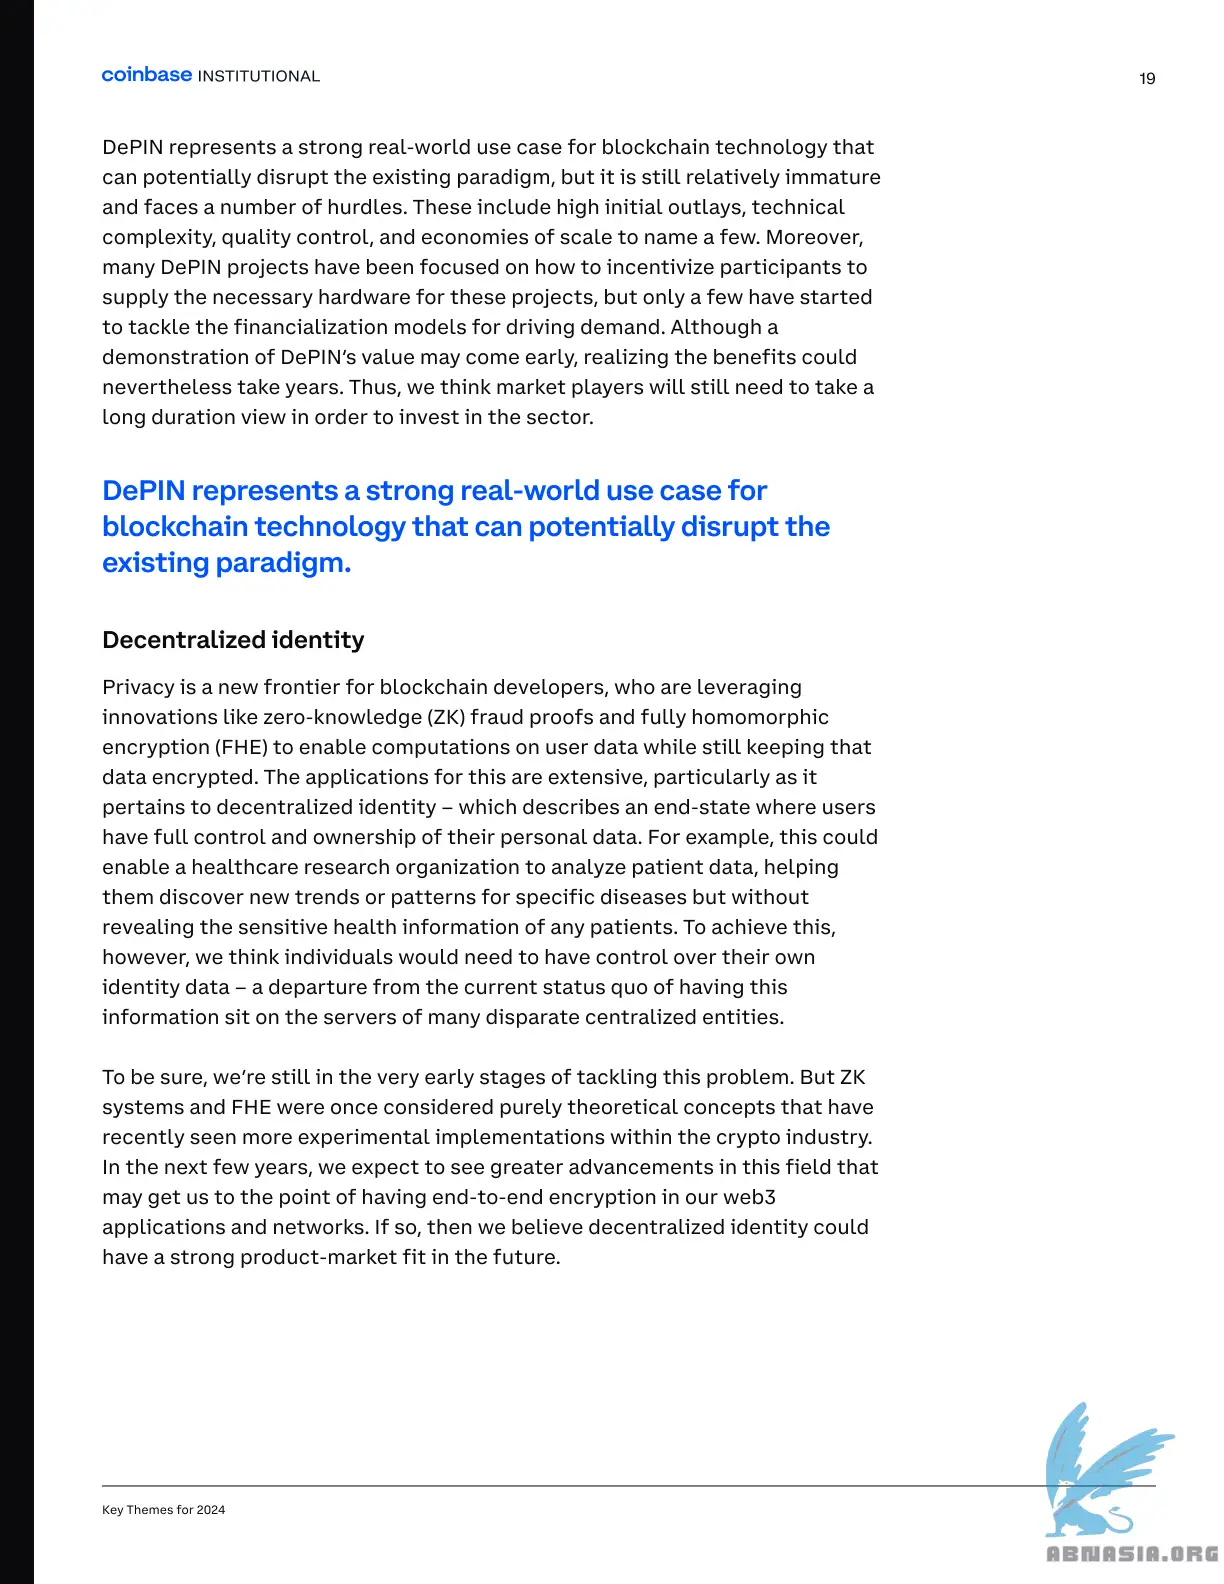 coinbase INSTITUTIONAL
19
DePIN represents a strong real-world use case for blockchain technology that
can potentially disrupt the existing paradigm, but it is still relatively immature
and faces a number of hurdles. These include high initial outlays, technical
complexity, quality control, and economies of scale to name a few. Moreover,
many DePIN projects have been focused on how to incentivize participants to
supply the necessary hardware for these projects, but only a few have started
to tackle the financialization models for driving demand. Although a
demonstration of DePIN’s value may come early, realizing the benefits could
nevertheless take years. Thus, we think market players will still need to take a
long duration view in order to invest in the sector.
DePIN represents a strong real-world use case for
blockchain technology that can potentially disrupt the
existing paradigm.
Decentralized identity
Privacy is a new frontier for blockchain developers, who are leveraging
innovations like zero-knowledge (ZK) fraud proofs and fully homomorphic
encryption (FHE) to enable computations on user data while still keeping that
data encrypted. The applications for this are extensive, particularly as it
pertains to decentralized identity – which describes an end-state where users
have full control and ownership of their personal data. For example, this could
enable a healthcare research organization to analyze patient data, helping
them discover new trends or patterns for specific diseases but without
revealing the sensitive health information of any patients. To achieve this,
however, we think individuals would need to have control over their own
identity data – a departure from the current status quo of having this
information sit on the servers of many disparate centralized entities.
To be sure, we’re still in the very early stages of tackling this problem. But ZK
systems and FHE were once considered purely theoretical concepts that have
recently seen more experimental implementations within the crypto industry.
In the next few years, we expect to see greater advancements in this field that
may get us to the point of having end-to-end encryption in our web3
applications and networks. If so, then we believe decentralized identity could
have a strong product-market fit in the future.
Key Themes for 2024
ABNASIA.ORG